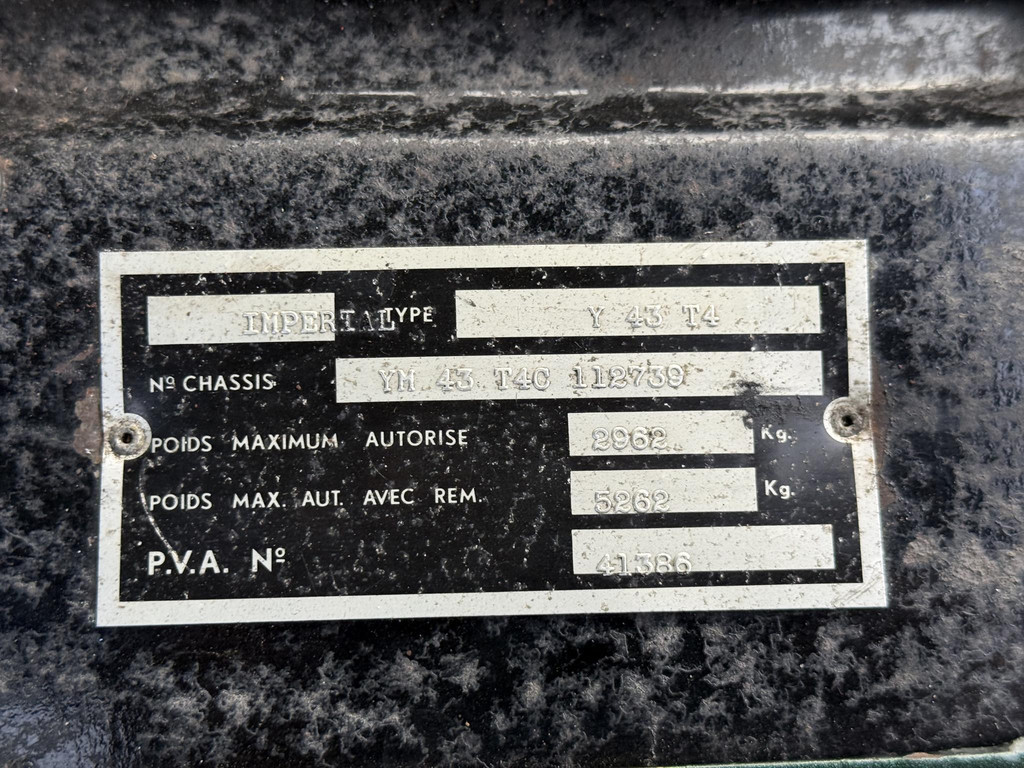 IMPERIAL TYPE Y 43 T4
Nº CHASSIS YM 43 T4C 112739
POIDS MAXIMUM AUTORISE 2962 Kg.
POIDS MAX. AUT. AVEC REM. 5262 Kg.
P.V.A. Nº 41386